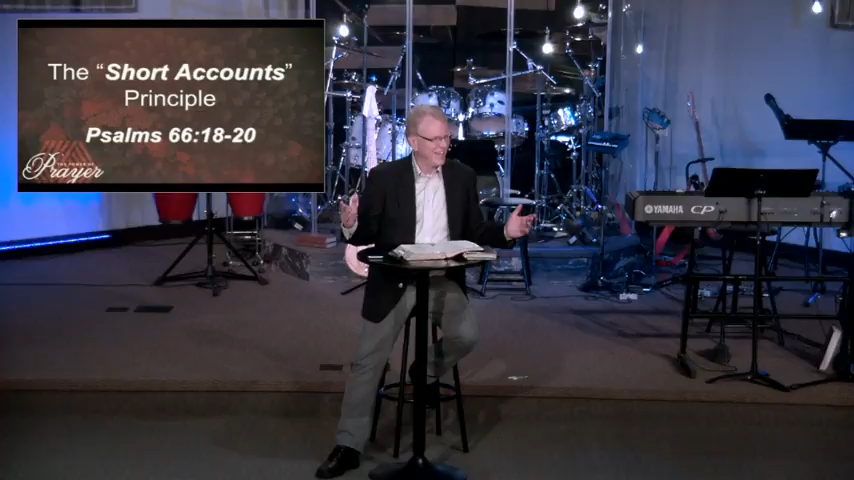 The “Short Accounts”
Principle
Psalms 66:18-20
THE POWER OF
Prayer
YAMAHA CP